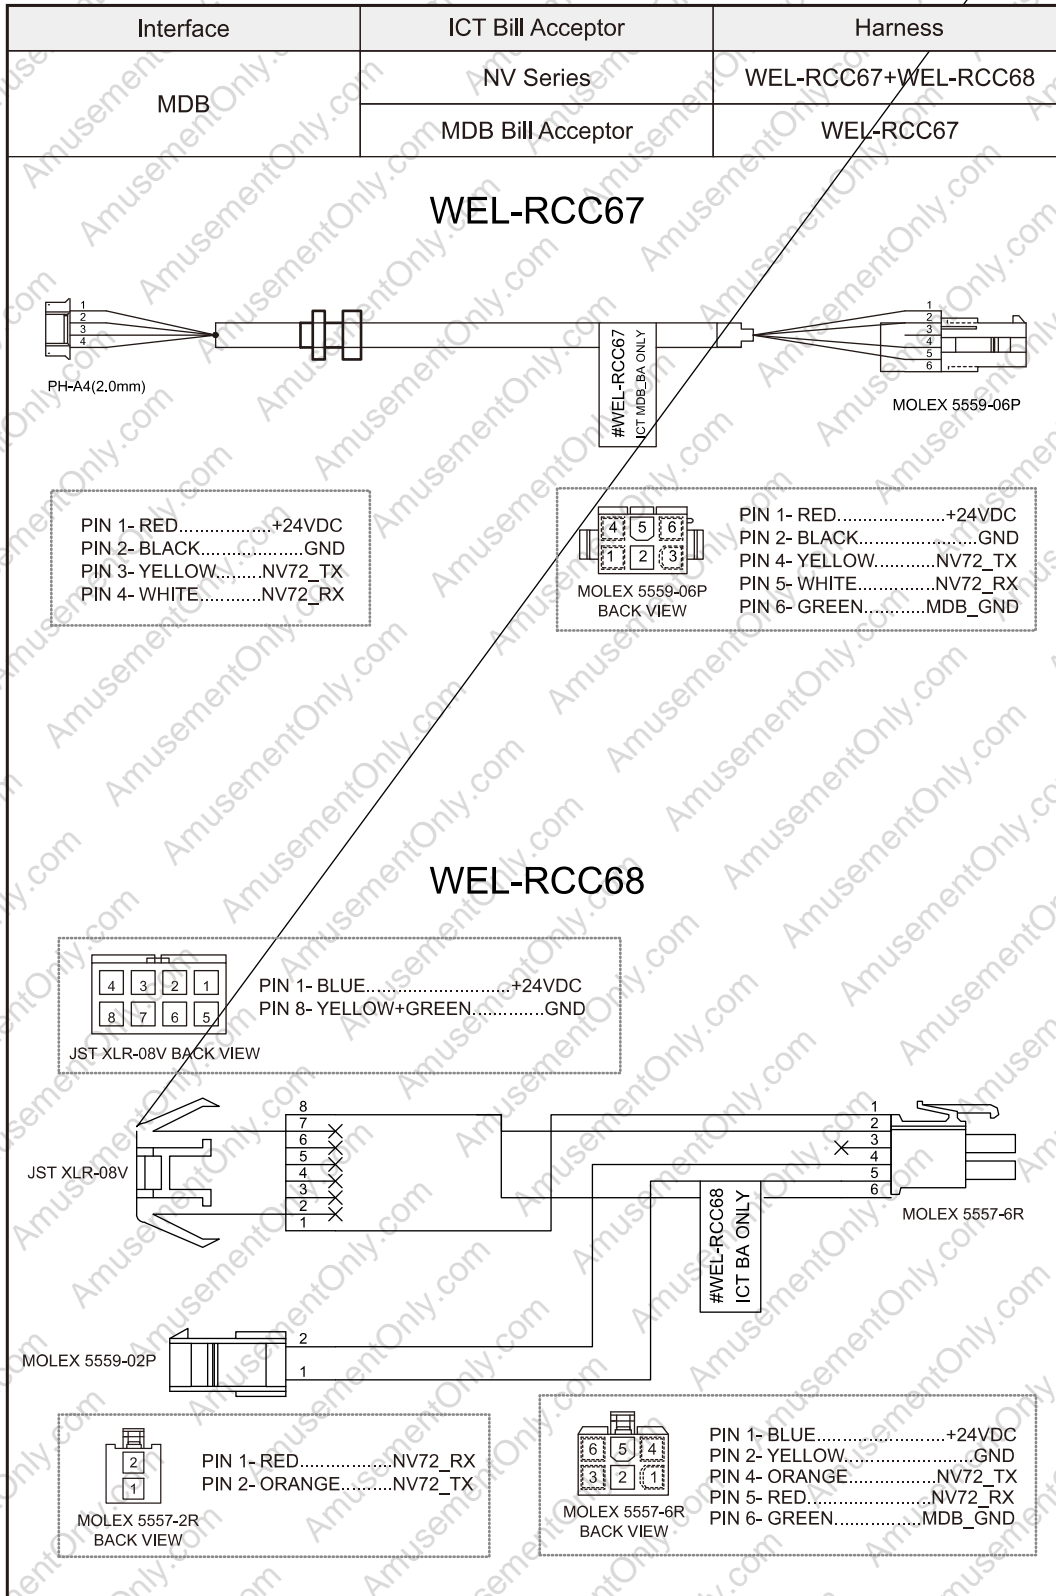 Interface ICT Bill Acceptor Harness
MDB
NV Series WEL-RCC67+WEL-RCC68
MDB Bill Acceptor WEL-RCC67
WEL-RCC67
1
2
3
4
PH-A4(2.0mm)
#WEL-RCC67
ICT MDB_BA ONLY
1
2
3
4
5
6
MOLEX 5559-06P
PIN 1- RED................+24VDC
PIN 2- BLACK..................GND
PIN 3- YELLOW.........NV72_TX
PIN 4- WHITE...........NV72_RX
4 5 6
1 2 3
MOLEX 5559-06P
BACK VIEW
PIN 1- RED...................+24VDC
PIN 2- BLACK.....................GND
PIN 4- YELLOW...........NV72_TX
PIN 5- WHITE.............NV72_RX
PIN 6- GREEN...........MDB_GND
WEL-RCC68
4 3 2 1
8 7 6 5
JST XLR-08V BACK VIEW
PIN 1- BLUE..........................+24VDC
PIN 8- YELLOW+GREEN.............GND
JST XLR-08V
8
7
6
5
4
3
2
1
1
2
3
4
5
6
#WEL-RCC68
ICT BA ONLY
MOLEX 5557-6R
MOLEX 5559-02P
2
1
2
1
MOLEX 5557-2R
BACK VIEW
PIN 1- RED................NV72_RX
PIN 2- ORANGE.........NV72_TX
6 5 4
3 2 1
MOLEX 5557-6R
BACK VIEW
PIN 1- BLUE.......................+24VDC
PIN 2- YELLOW.......................GND
PIN 4- ORANGE...............NV72_TX
PIN 5- RED......................NV72_RX
PIN 6- GREEN................MDB_GND
AmusementOnly.com